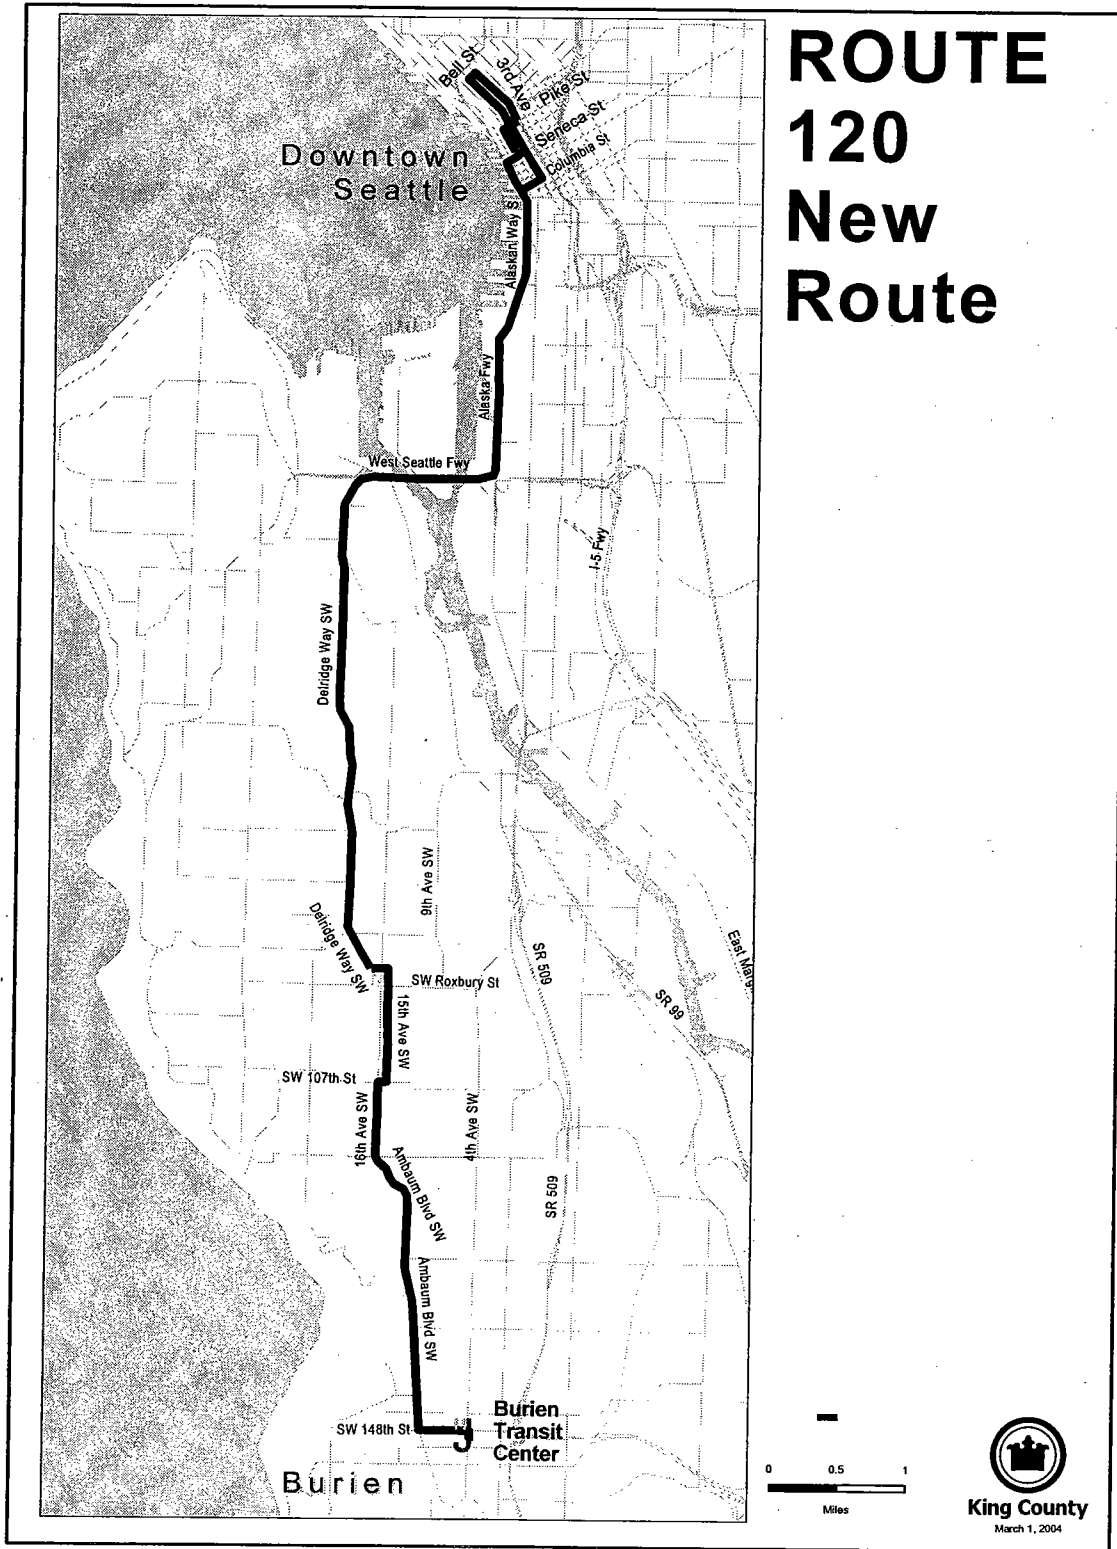 ROUTE
120
New
Route
Bell St
3rd Ave
Pike St
Seneca St
Columbia St
Downtown
Seattle
Alaskan Way S
Alaska Fwy
West Seattle Fwy
I-5 Fwy
Delridge Way SW
9th Ave SW
Delridge Way SW
SW Roxbury St
SR 509
East Marg
SR 99
15th Ave SW
SW 107th St
16th Ave SW
4th Ave SW
Ambaum Blvd SW
SR 509
Ambaum Blvd SW
SW 148th St
Burien
Transit
Center
Burien
0 0.5 1
Miles
King County
March 1, 2004